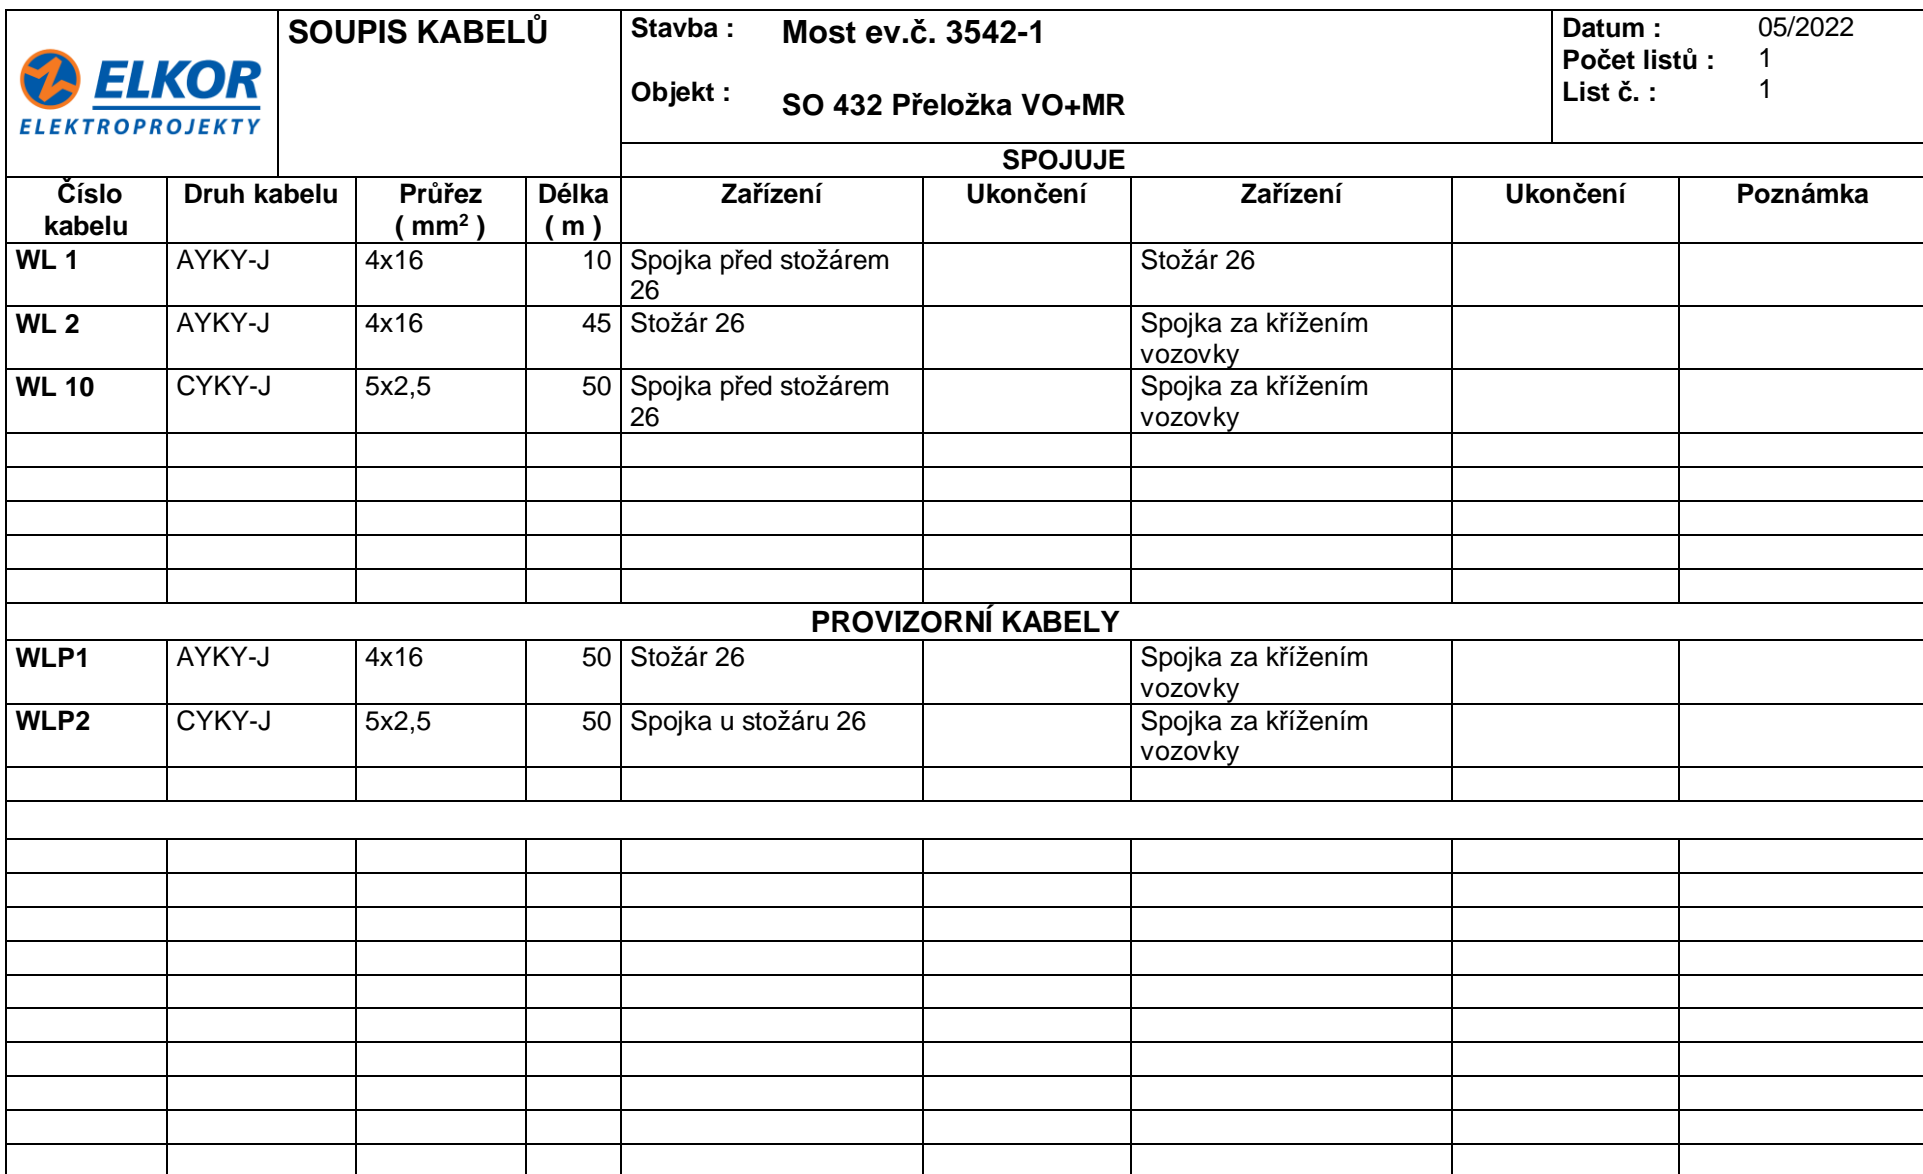 ELKOR
ELEKTROPROJEKTY
SOUPIS KABELŮ
Stavba : Most ev.č. 3542-1
Objekt : SO 432 Přeložka VO+MR
Datum : 05/2022
Počet listů : 1
List č. : 1
SPOJUJE
Číslo kabelu Druh kabelu Průřez ( mm² ) Délka ( m ) Zařízení Ukončení Zařízení Ukončení Poznámka
WL 1 AYKY-J 4x16 10 Spojka před stožárem 26 Stožár 26
WL 2 AYKY-J 4x16 45 Stožár 26 Spojka za křížením vozovky
WL 10 CYKY-J 5x2,5 50 Spojka před stožárem 26 Spojka za křížením vozovky
PROVIZORNÍ KABELY
WLP1 AYKY-J 4x16 50 Stožár 26 Spojka za křížením vozovky
WLP2 CYKY-J 5x2,5 50 Spojka u stožáru 26 Spojka za křížením vozovky